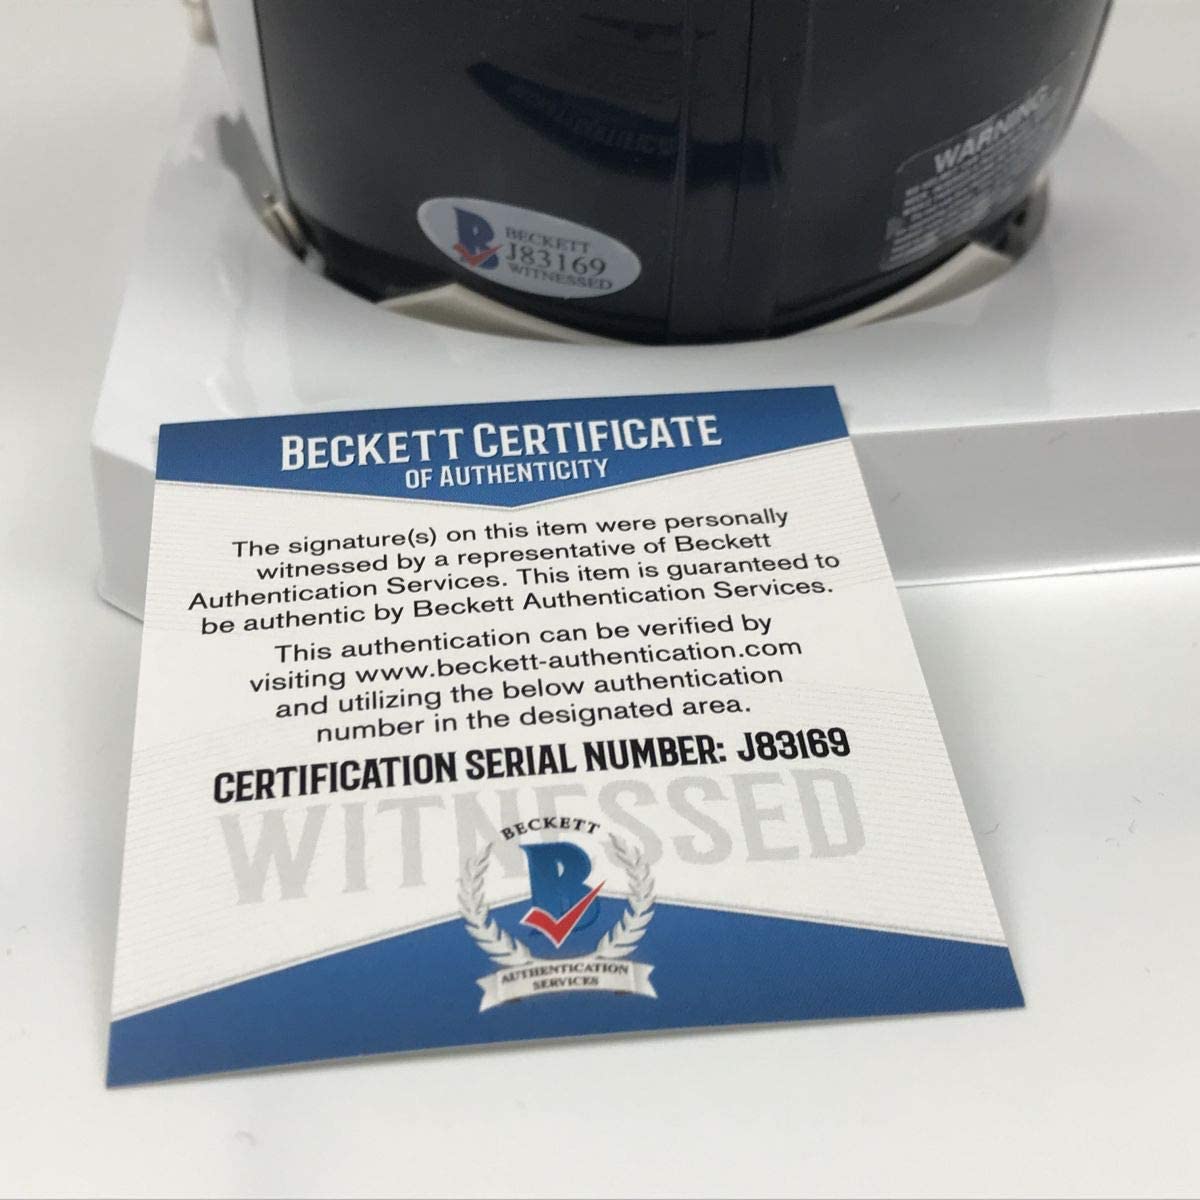 WARNING
BECKETT
J83169
WITNESSED
BECKETT CERTIFICATE
OF AUTHENTICITY
The signature(s) on this item were personally
witnessed by a representative of Beckett
Authentication Services. This item is guaranteed to
be authentic by Beckett Authentication Services.
This authentication can be verified by
visiting www.beckett-authentication.com
and utilizing the below authentication
number in the designated area.
CERTIFICATION SERIAL NUMBER: J83169
WITNESSED
BECKETT
B
AUTHENTICATION
SERVICES